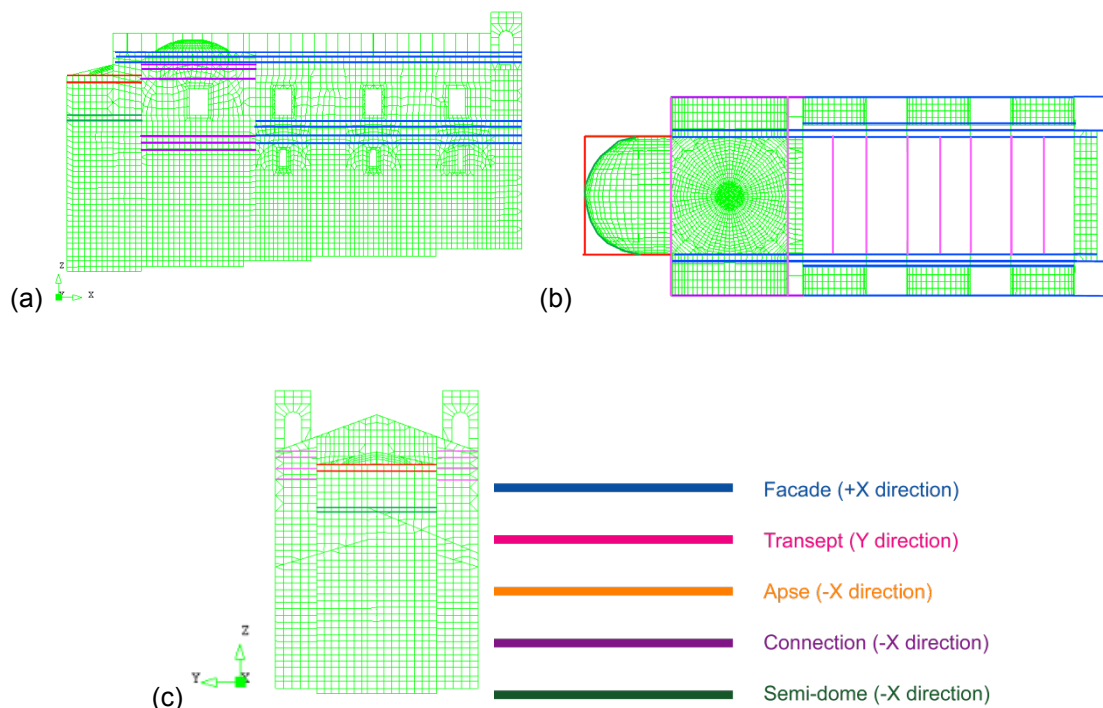 Z
Y X
(a)
(b)
Facade (+X direction)
Transept (Y direction)
Apse (-X direction)
Connection (-X direction)
Semi-dome (-X direction)
Z
Y X
(c)